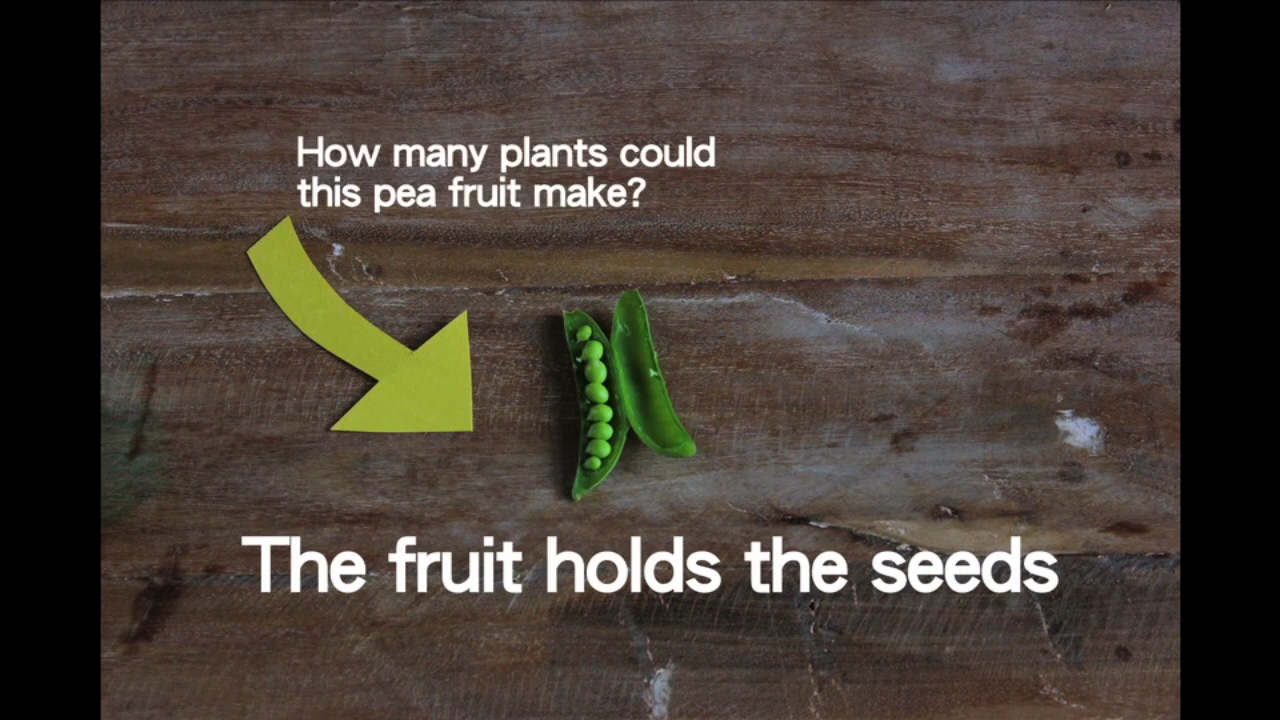 How many plants could
this pea fruit make?
The fruit holds the seeds